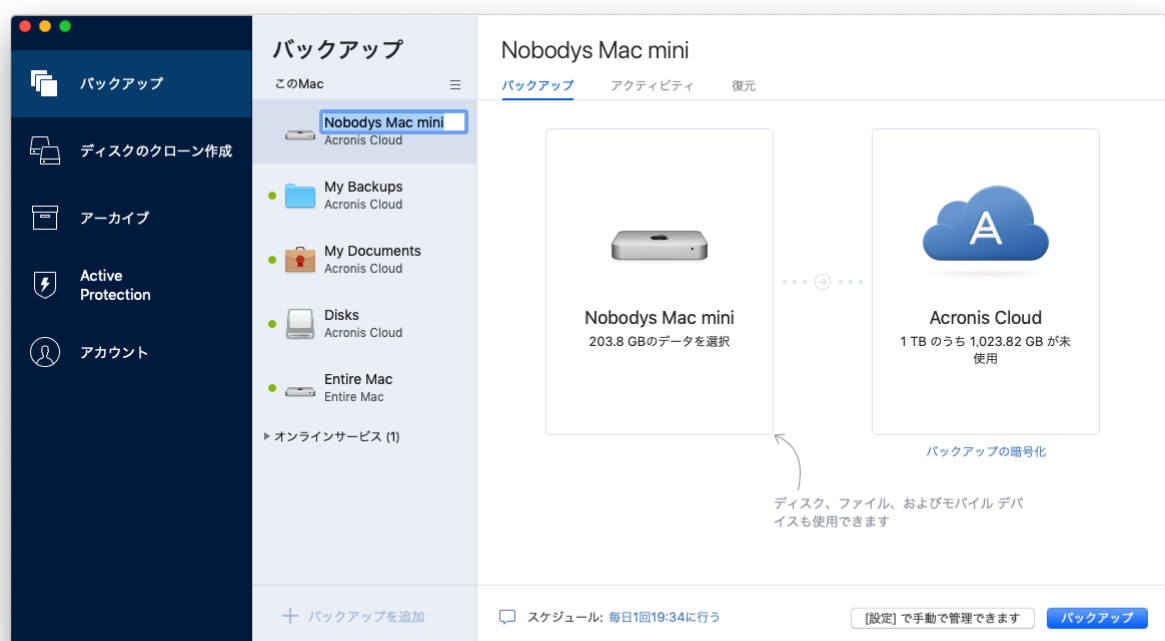 バックアップ
ディスクのクローン作成
アーカイブ
Active
Protection
アカウント
バックアップ
このMac
Nobodys Mac mini
Acronis Cloud
My Backups
Acronis Cloud
My Documents
Acronis Cloud
Disks
Acronis Cloud
Entire Mac
Entire Mac
オンラインサービス (1)
バックアップを追加
Nobodys Mac mini
バックアップ
アクティビティ
復元
Nobodys Mac mini
203.8 GBのデータを選択
A
Acronis Cloud
1 TB のうち 1,023.82 GB が未
使用
バックアップの暗号化
ディスク、ファイル、およびモバイル デバ
イスも使用できます
スケジュール: 毎日1回19:34に行う
[設定] で手動で管理できます
バックアップ